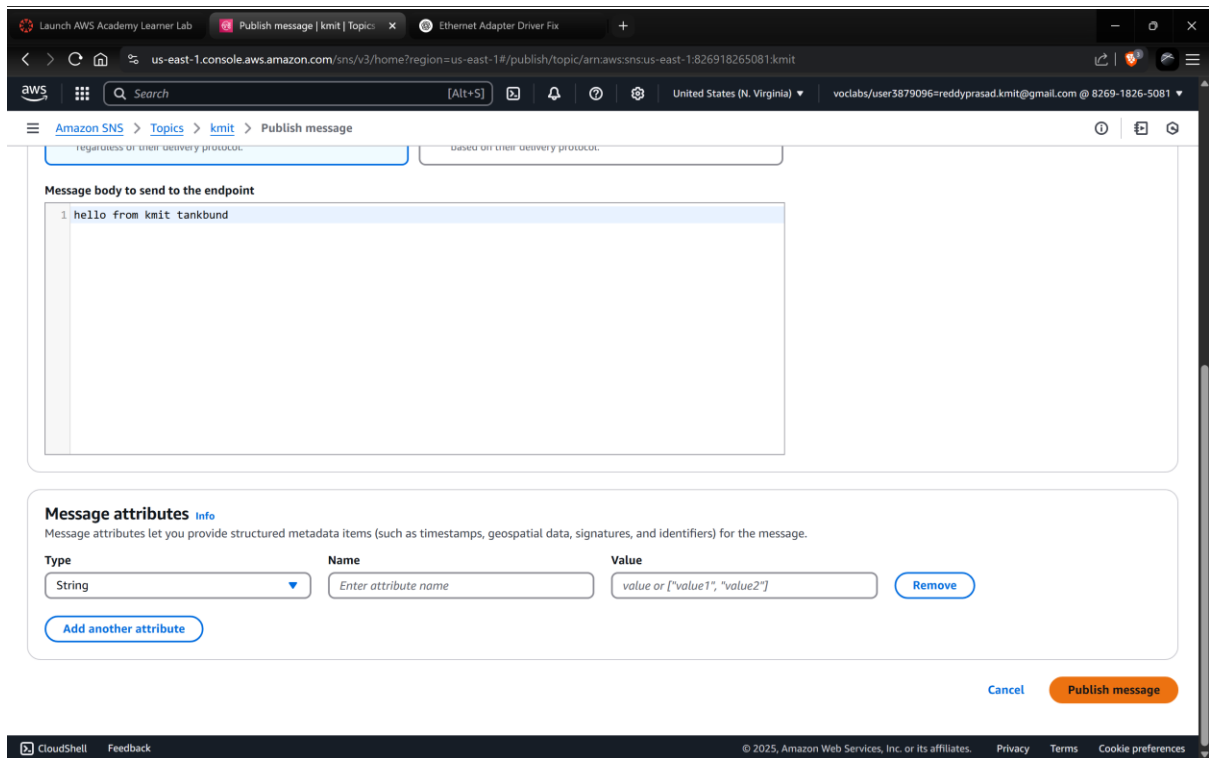 Launch AWS Academy Learner Lab Publish message | kmit | Topics Ethernet Adapter Driver Fix
us-east-1.console.aws.amazon.com/sns/v3/home?region=us-east-1#/publish/topic/arn:aws:sns:us-east-1:826918265081:kmit
aws Search [Alt+S] United States (N. Virginia) voclabs/user3879096=reddyprasad.kmit@gmail.com @ 8269-1826-5081
Amazon SNS > Topics > kmit > Publish message
regardless of their delivery protocol. based on their delivery protocol.
Message body to send to the endpoint
1 hello from kmit tankbund
Message attributes Info
Message attributes let you provide structured metadata items (such as timestamps, geospatial data, signatures, and identifiers) for the message.
Type Name Value
String Enter attribute name value or ["value1", "value2"] Remove
Add another attribute
Cancel Publish message
CloudShell Feedback © 2025, Amazon Web Services, Inc. or its affiliates. Privacy Terms Cookie preferences